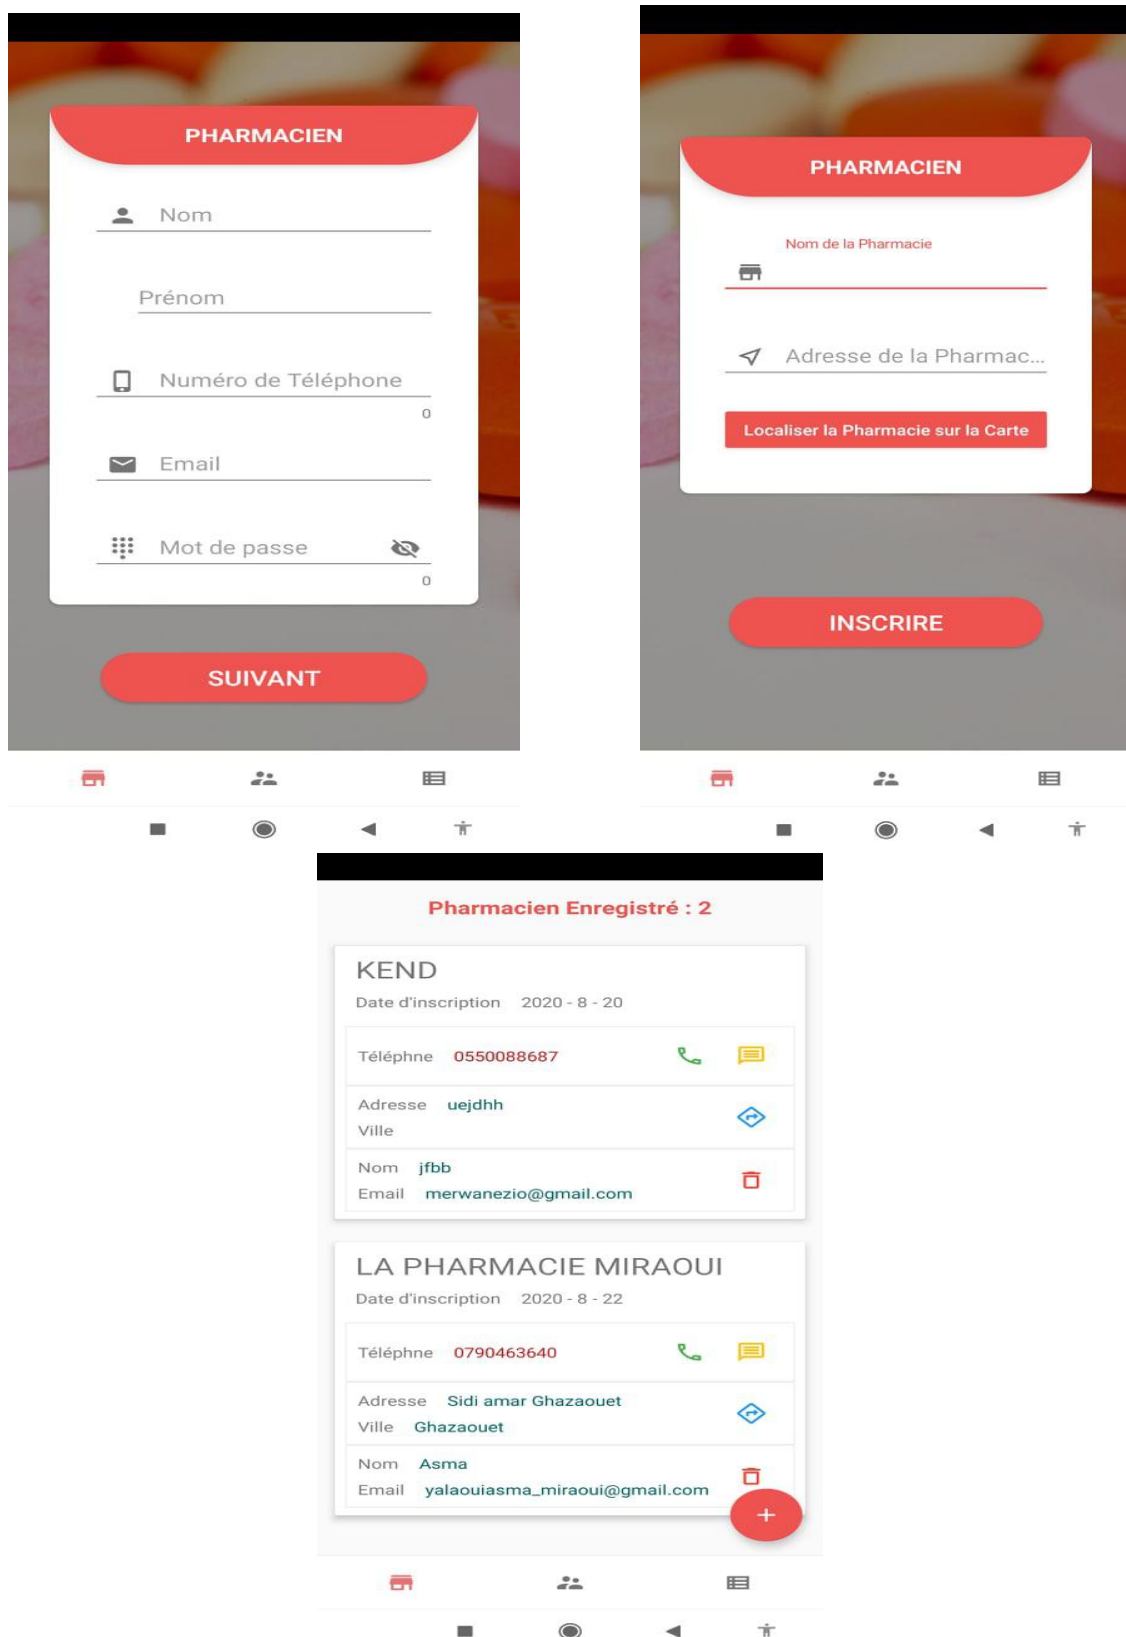 PHARMACIEN
Nom
Prénom
Numéro de Téléphone
0
Email
Mot de passe
0
SUIVANT
PHARMACIEN
Nom de la Pharmacie
Adresse de la Pharmac...
Localiser la Pharmacie sur la Carte
INSCRIRE
Pharmacien Enregistré : 2
KEND
Date d'inscription 2020 - 8 - 20
Téléphne 0550088687
Adresse uejdhh
Ville
Nom jfbb
Email merwanezio@gmail.com
LA PHARMACIE MIRAOUI
Date d'inscription 2020 - 8 - 22
Téléphne 0790463640
Adresse Sidi amar Ghazaouet
Ville Ghazaouet
Nom Asma
Email yalaouiasma_miraoui@gmail.com
+